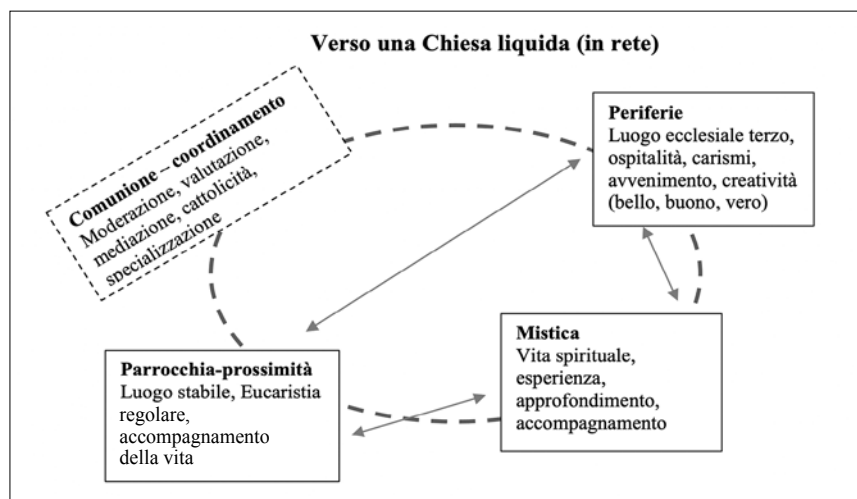 Verso una Chiesa liquida (in rete)
Comunione – coordinamento
Moderazione, valutazione,
mediazione, cattolicità,
specializzazione
Periferie
Luogo ecclesiale terzo,
ospitalità, carismi,
avvenimento, creatività
(bello, buono, vero)
Parrocchia-prossimità
Luogo stabile, Eucaristia
regolare,
accompagnamento
della vita
Mistica
Vita spirituale,
esperienza,
approfondimento,
accompagnamento